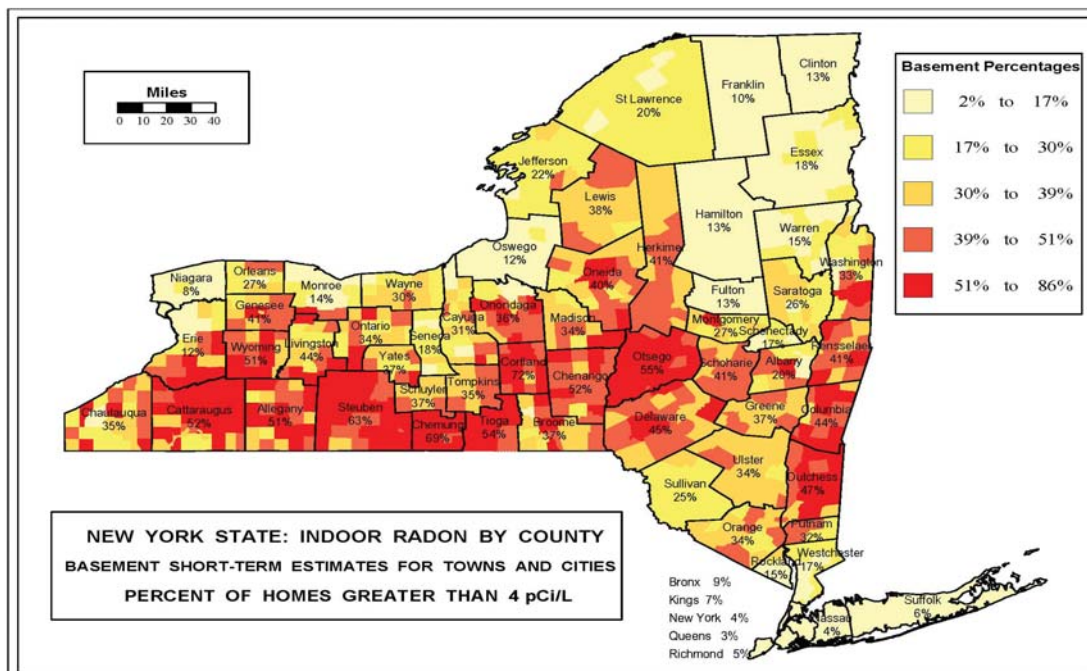 Miles
0 10 20 30 40
Basement Percentages
2% to 17%
17% to 30%
30% to 39%
39% to 51%
51% to 86%
Clinton
13%
Franklin
10%
St Lawrence
20%
Essex
18%
Jefferson
22%
Lewis
38%
Hamilton
13%
Warren
15%
Herkime
41%
Oswego
12%
Oneida
40%
Washington
33%
Fulton
13%
Saratoga
26%
Niagara
8%
Orleans
27%
Monroe
14%
Wayne
30%
Genesee
41%
Onondaga
36%
Cayuga
31%
Madison
34%
Montgomery
27%
Schenectady
17%
Erie
12%
Wyoming
51%
Livingston
44%
Ontario
34%
Seneca
18%
Yates
37%
Otsego
55%
Schoharie
41%
Albany
Rensselaer
41%
Cortland
72%
Chenango
52%
Schuyler
37%
Tompkins
35%
Chautauqua
35%
Cattaraugus
52%
Allegany
51%
Steuben
63%
Chemung
69%
Tioga
54%
Broome
37%
Delaware
45%
Greene
37%
Columbia
44%
Ulster
34%
Dutchess
47%
Sullivan
25%
Orange
34%
Putnam
32%
Rockland
15%
Westchester
17%
Suffolk
6%
Nassau
4%
Bronx 9%
Kings 7%
New York 4%
Queens 3%
Richmond 5%
NEW YORK STATE: INDOOR RADON BY COUNTY
BASEMENT SHORT-TERM ESTIMATES FOR TOWNS AND CITIES
PERCENT OF HOMES GREATER THAN 4 pCi/L